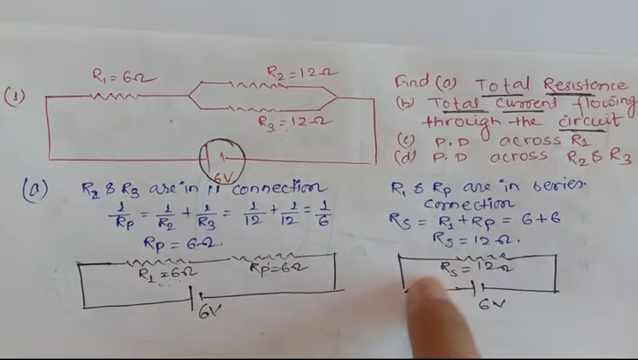 (1)
R₁=6Ω
R₂=12Ω
R₃=12Ω
6V
Find (a) Total Resistance
(b) Total Current flowing
through the circuit
(c) P.D across R₁
(d) P.D across R₂ & R₃
(a) R₂ & R₃ are in || connection
1/Rp = 1/R₂ + 1/R₃ = 1/12 + 1/12 = 1/6
Rp = 6Ω.
R₁=6Ω
Rp=6Ω
6V
R₁ & Rp are in series
connection
Rs = R₁+Rp = 6+6
Rs = 12Ω.
Rs = 12Ω
6V